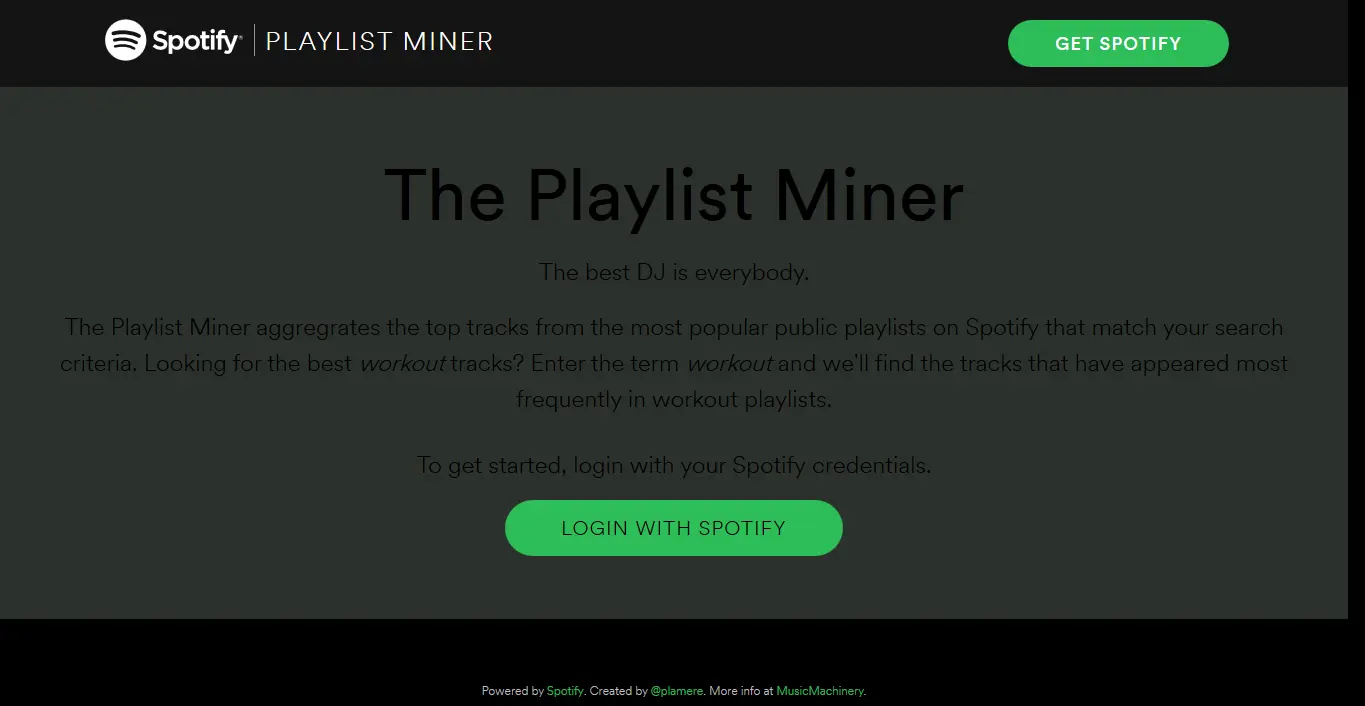 Spotify® PLAYLIST MINER
GET SPOTIFY
The Playlist Miner
The best DJ is everybody.
The Playlist Miner aggregrates the top tracks from the most popular public playlists on Spotify that match your search
criteria. Looking for the best workout tracks? Enter the term workout and we'll find the tracks that have appeared most
frequently in workout playlists.
To get started, login with your Spotify credentials.
LOGIN WITH SPOTIFY
Powered by Spotify. Created by @plamere. More info at MusicMachinery.